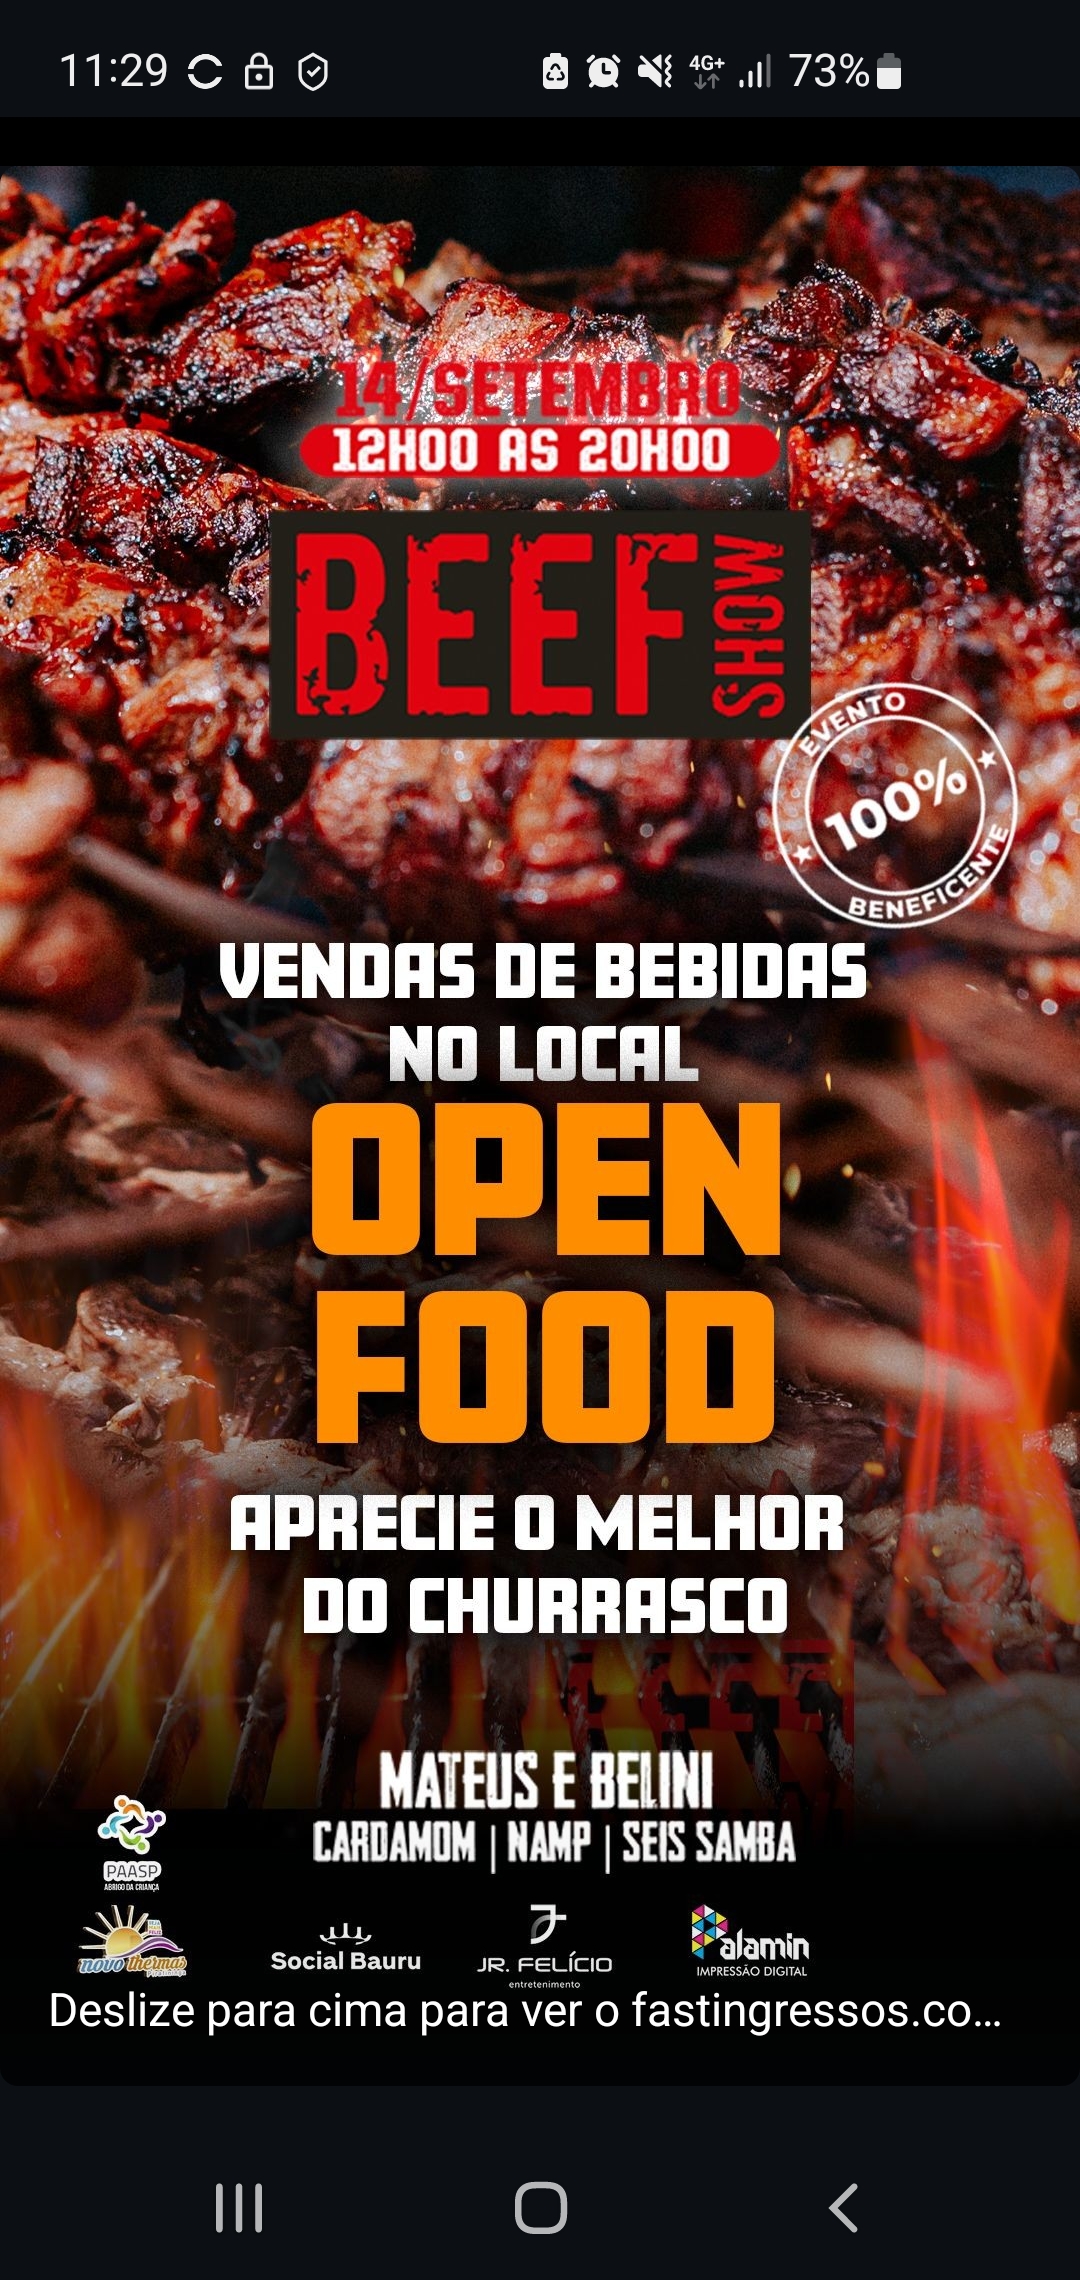 11:29
4G+
73%
14/SETEMBRO
12H00 AS 20H00
BEEF SHOW
EVENTO
100%
BENEFICENTE
VENDAS DE BEBIDAS
NO LOCAL
OPEN
FOOD
APRECIE O MELHOR
DO CHURRASCO
MATEUS E BELINI
CARDAMOM | NAMP | SEIS SAMBA
PAASP
ABRIGO DA CRIANÇA
novo thermas
Social Bauru
JR. FELÍCIO
entretenimento
Palamin
IMPRESSÃO DIGITAL
Deslize para cima para ver o fastingressos.co...